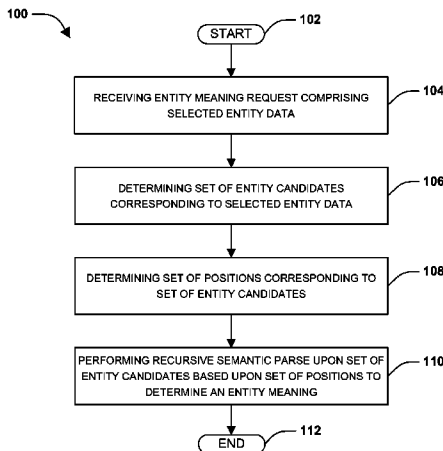 100
START
102
RECEIVING ENTITY MEANING REQUEST COMPRISING
SELECTED ENTITY DATA
104
DETERMINING SET OF ENTITY CANDIDATES
CORRESPONDING TO SELECTED ENTITY DATA
106
DETERMINING SET OF POSITIONS CORRESPONDING TO
SET OF ENTITY CANDIDATES
108
PERFORMING RECURSIVE SEMANTIC PARSE UPON SET OF
ENTITY CANDIDATES BASED UPON SET OF POSITIONS TO
DETERMINE AN ENTITY MEANING
110
END
112